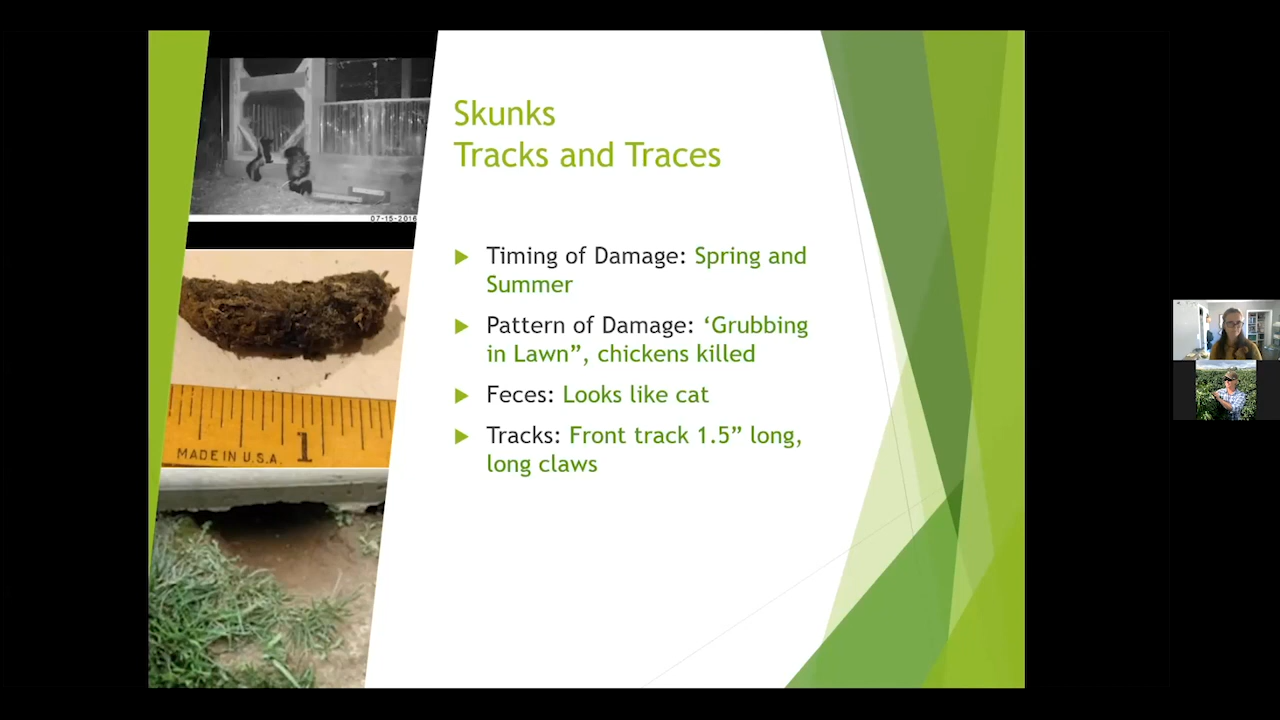 07-15-2016
MADE IN U.S.A.
1
Skunks
Tracks and Traces
Timing of Damage: Spring and
Summer
Pattern of Damage: ‘Grubbing
in Lawn”, chickens killed
Feces: Looks like cat
Tracks: Front track 1.5” long,
long claws